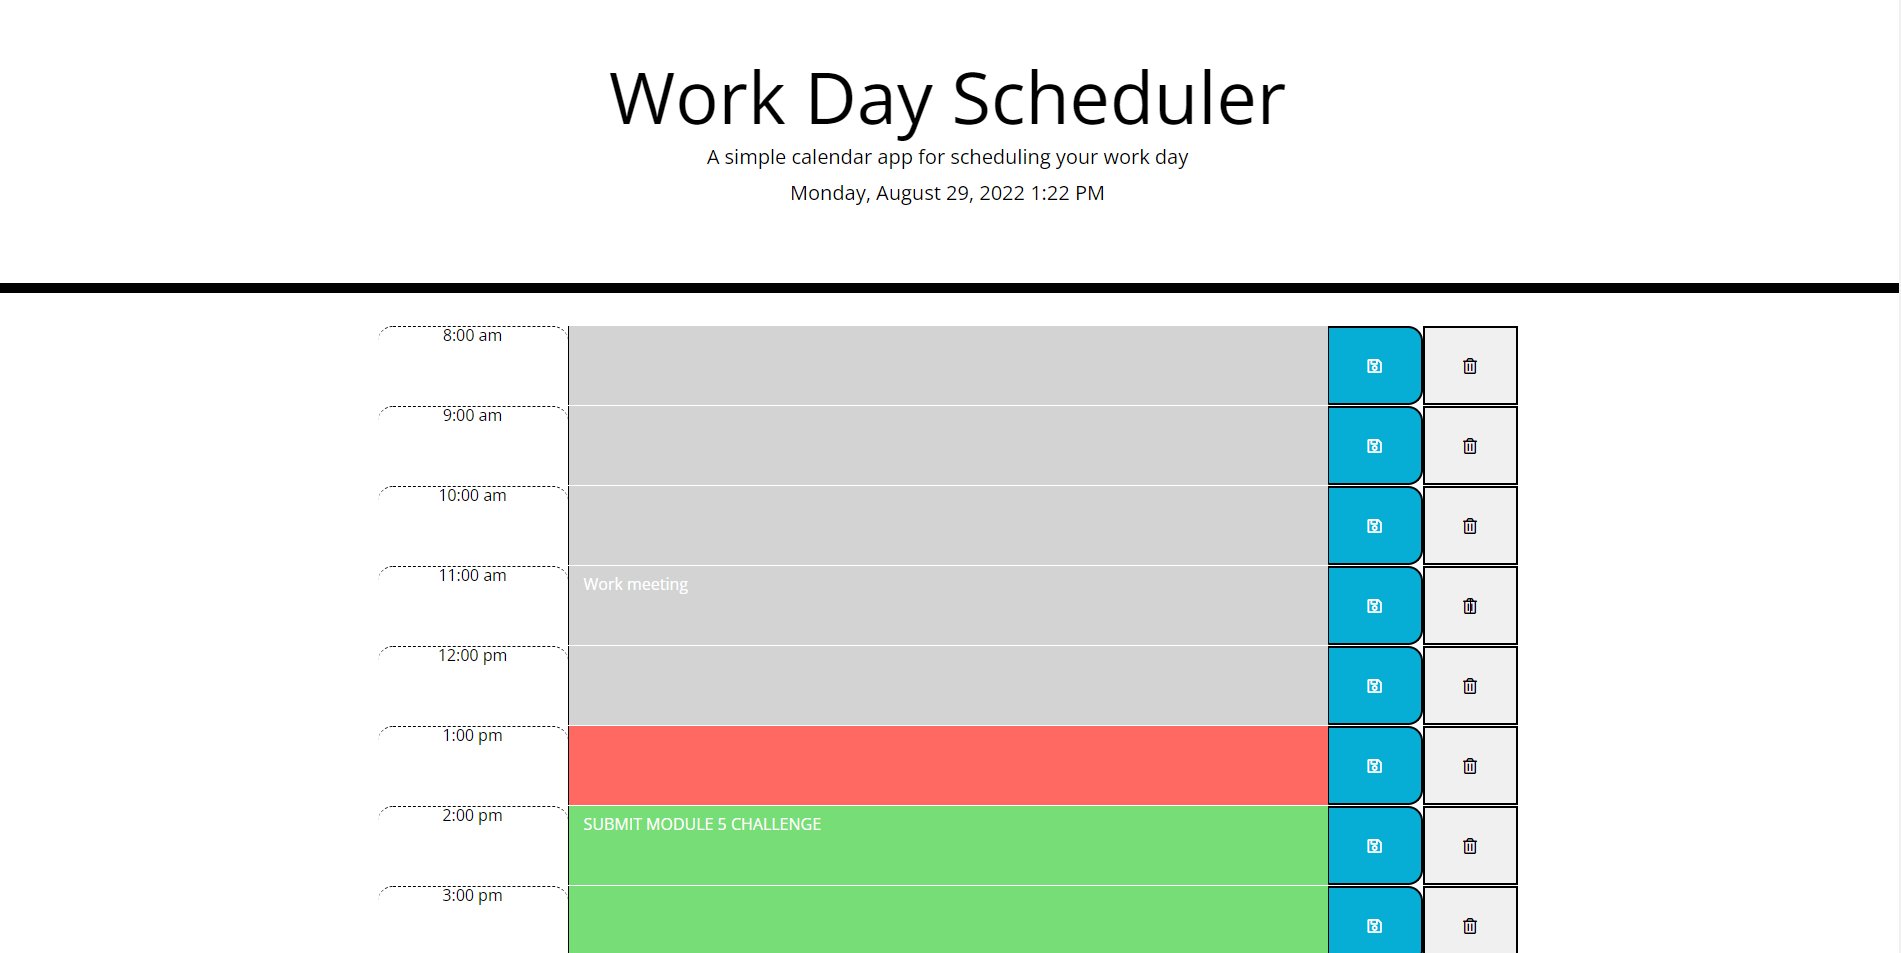 Work Day Scheduler
A simple calendar app for scheduling your work day
Monday, August 29, 2022 1:22 PM
8:00 am
9:00 am
10:00 am
11:00 am
Work meeting
12:00 pm
1:00 pm
2:00 pm
SUBMIT MODULE 5 CHALLENGE
3:00 pm